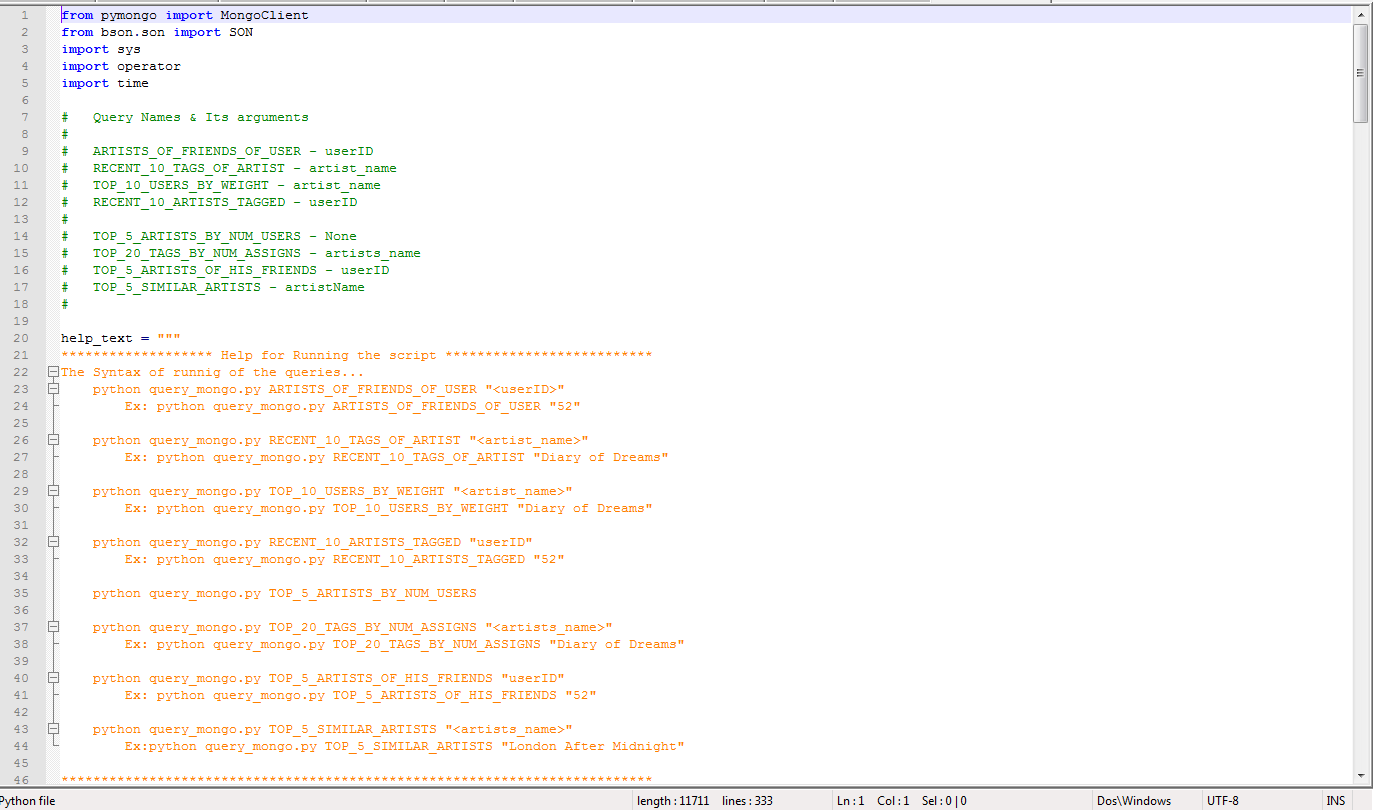 1 from pymongo import MongoClient
2 from bson.son import SON
3 import sys
4 import operator
5 import time
6
7 #   Query Names & Its arguments
8 #
9 #   ARTISTS_OF_FRIENDS_OF_USER - userID
10 #   RECENT_10_TAGS_OF_ARTIST - artist_name
11 #   TOP_10_USERS_BY_WEIGHT - artist_name
12 #   RECENT_10_ARTISTS_TAGGED - userID
13 #
14 #   TOP_5_ARTISTS_BY_NUM_USERS - None
15 #   TOP_20_TAGS_BY_NUM_ASSIGNS - artists_name
16 #   TOP_5_ARTISTS_OF_HIS_FRIENDS - userID
17 #   TOP_5_SIMILAR_ARTISTS - artistName
18 #
19
20 help_text = """
21 ******************* Help for Running the script **************************
22 The Syntax of runnig of the queries...
23     python query_mongo.py ARTISTS_OF_FRIENDS_OF_USER "<userID>"
24         Ex: python query_mongo.py ARTISTS_OF_FRIENDS_OF_USER "52"
25
26     python query_mongo.py RECENT_10_TAGS_OF_ARTIST "<artist_name>"
27         Ex: python query_mongo.py RECENT_10_TAGS_OF_ARTIST "Diary of Dreams"
28
29     python query_mongo.py TOP_10_USERS_BY_WEIGHT "<artist_name>"
30         Ex: python query_mongo.py TOP_10_USERS_BY_WEIGHT "Diary of Dreams"
31
32     python query_mongo.py RECENT_10_ARTISTS_TAGGED "userID"
33         Ex: python query_mongo.py RECENT_10_ARTISTS_TAGGED "52"
34
35     python query_mongo.py TOP_5_ARTISTS_BY_NUM_USERS
36
37     python query_mongo.py TOP_20_TAGS_BY_NUM_ASSIGNS "<artists_name>"
38         Ex: python query_mongo.py TOP_20_TAGS_BY_NUM_ASSIGNS "Diary of Dreams"
39
40     python query_mongo.py TOP_5_ARTISTS_OF_HIS_FRIENDS "userID"
41         Ex: python query_mongo.py TOP_5_ARTISTS_OF_HIS_FRIENDS "52"
42
43     python query_mongo.py TOP_5_SIMILAR_ARTISTS "<artists_name>"
44         Ex:python query_mongo.py TOP_5_SIMILAR_ARTISTS "London After Midnight"
45
46 **************************************************************************
Python file length : 11711 lines : 333 Ln : 1 Col : 1 Sel : 0 | 0 Dos\Windows UTF-8 INS